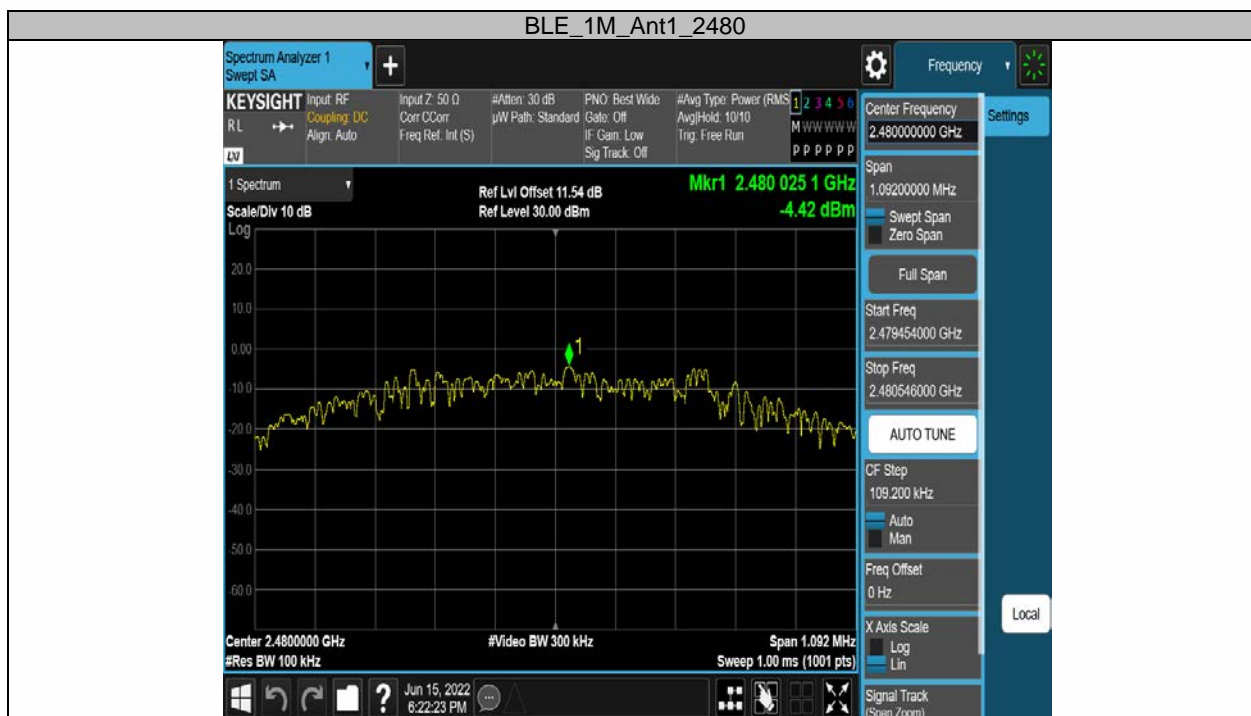 BLE_1M_Ant1_2480
Spectrum Analyzer 1
Swept SA
+
Frequency
KEYSIGHT
RL
LXI
Input: RF
Coupling: DC
Align: Auto
Input Z: 50 Ω
Corr CCorr
Freq Ref: Int (S)
#Atten: 30 dB
µW Path: Standard
PNO: Best Wide
Gate: Off
IF Gain: Low
Sig Track: Off
#Avg Type: Power (RMS
Avg|Hold: 10/10
Trig: Free Run
1 2 3 4 5 6
M W W W W W
P P P P P P
Center Frequency
2.480000000 GHz
Settings
Span
1.09200000 MHz
Swept Span
Zero Span
Full Span
Start Freq
2.479454000 GHz
Stop Freq
2.480546000 GHz
AUTO TUNE
CF Step
109.200 kHz
Auto
Man
Freq Offset
0 Hz
X Axis Scale
Log
Lin
Signal Track
(Span Zoom)
Local
1 Spectrum
Scale/Div 10 dB
Log
Ref Lvl Offset 11.54 dB
Ref Level 30.00 dBm
Mkr1 2.480 025 1 GHz
-4.42 dBm
20.0
10.0
0.00
1
-10.0
-20.0
-30.0
-40.0
-50.0
-60.0
Center 2.4800000 GHz
#Video BW 300 kHz
Span 1.092 MHz
#Res BW 100 kHz
Sweep 1.00 ms (1001 pts)
?
Jun 15, 2022
6:22:23 PM